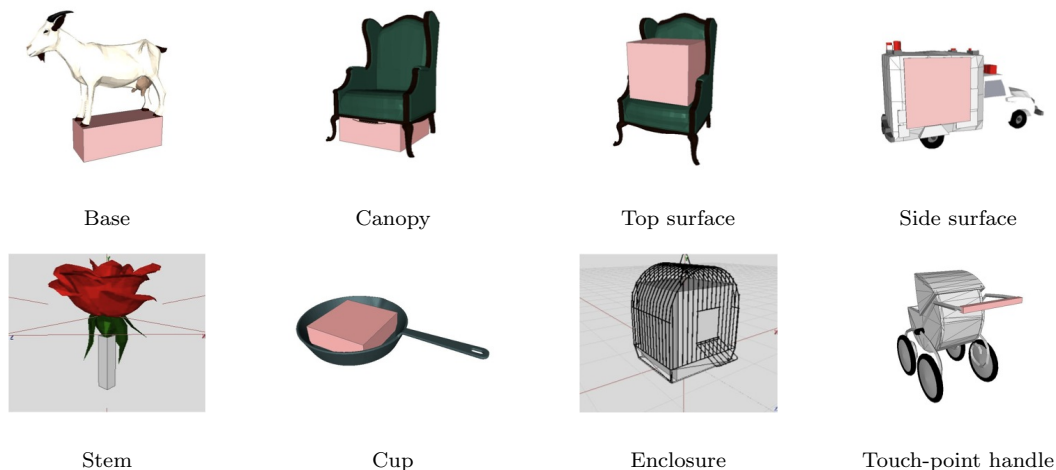 Base
Canopy
Top surface
Side surface
Stem
Cup
Enclosure
Touch-point handle